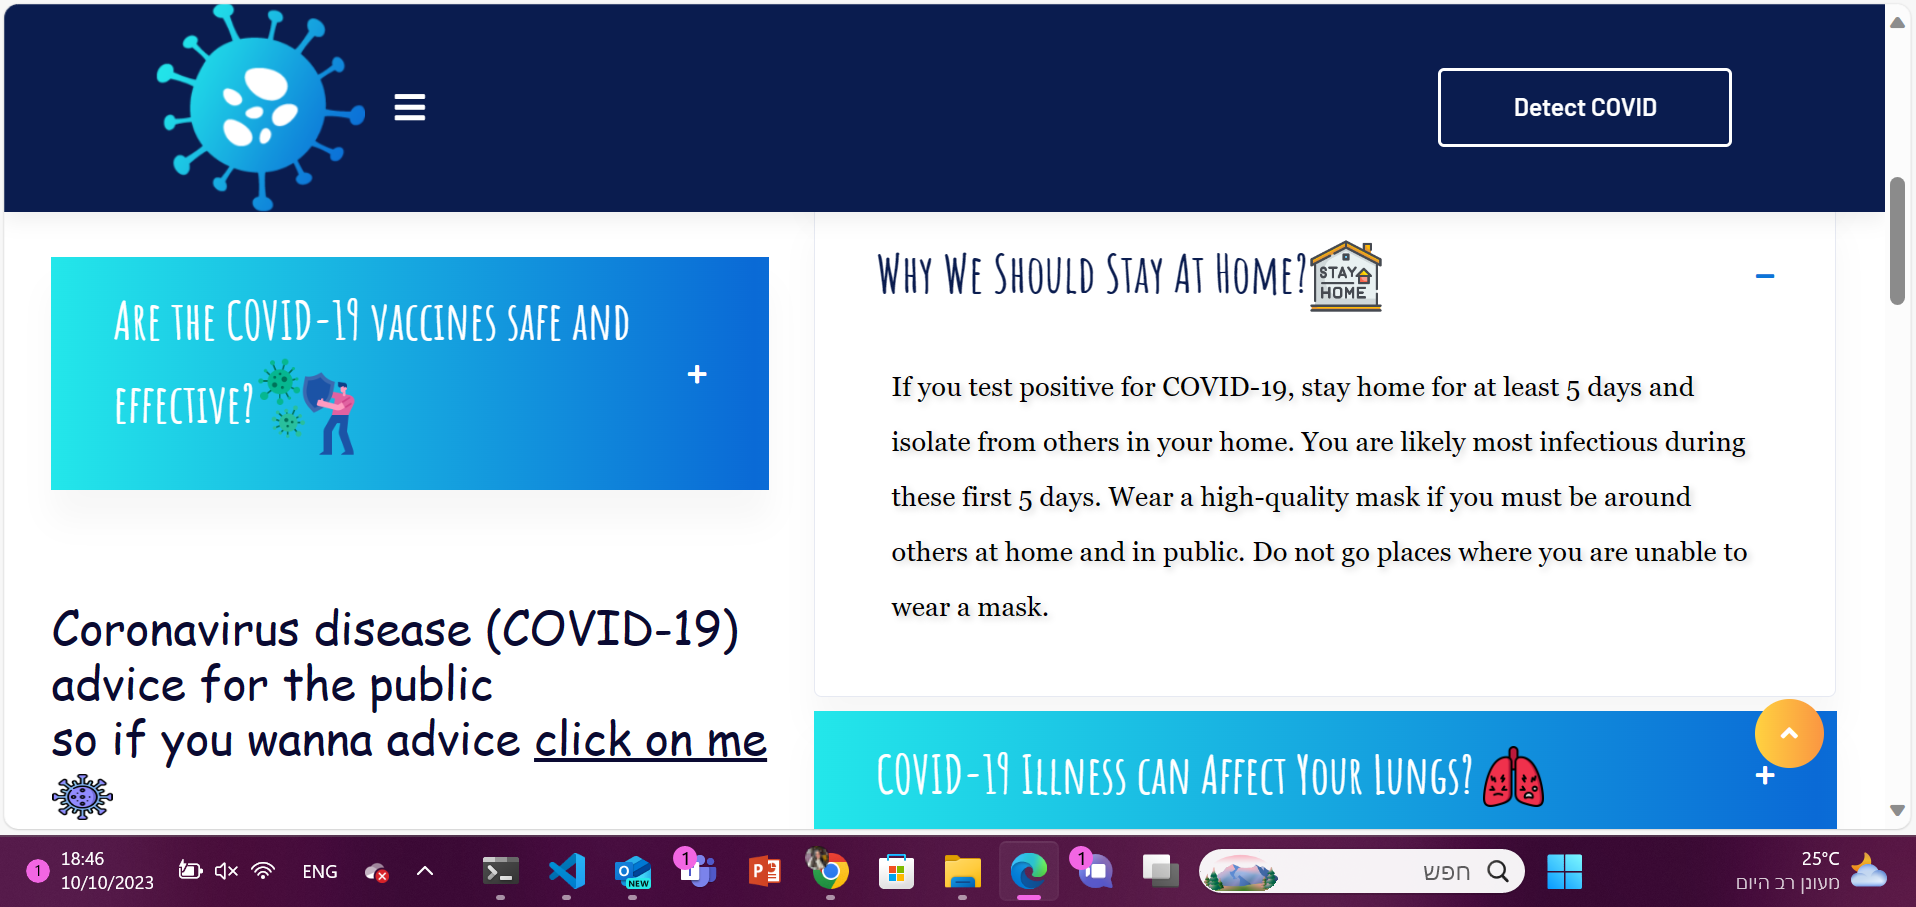 Detect COVID
Are the COVID-19 vaccines safe and
effective?
+
Coronavirus disease (COVID-19)
advice for the public
so if you wanna advice click on me
Why We Should Stay At Home?
STAY
HOME
If you test positive for COVID-19, stay home for at least 5 days and
isolate from others in your home. You are likely most infectious during
these first 5 days. Wear a high-quality mask if you must be around
others at home and in public. Do not go places where you are unable to
wear a mask.
COVID-19 Illness can Affect Your Lungs?
+
1
18:46
10/10/2023
ENG
NEW
1
1
חפש
25°C
מעונן רב היום